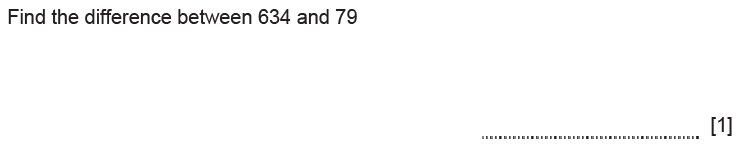 Find the difference between 634 and 79
[1]